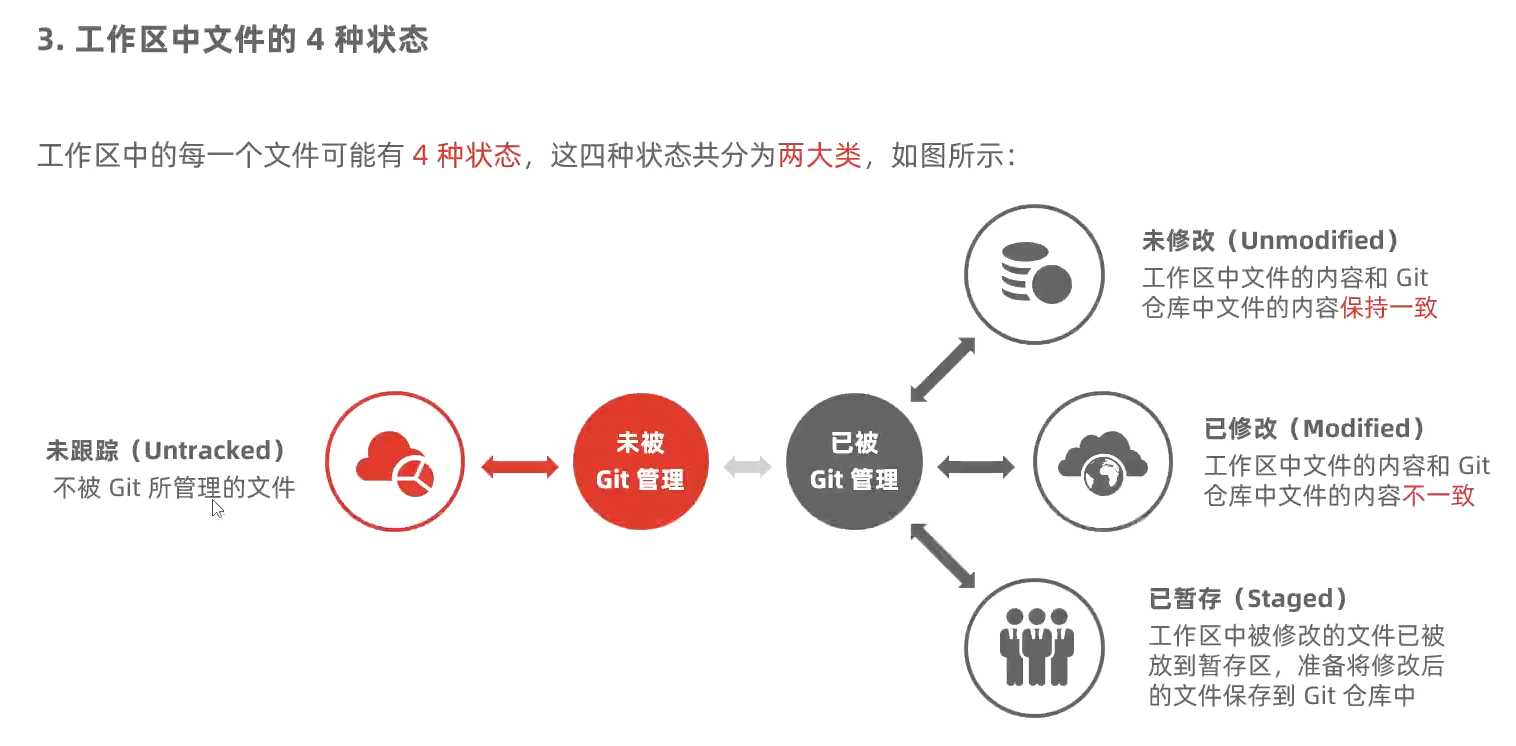 3. 工作区中文件的 4 种状态
工作区中的每一个文件可能有 4 种状态，这四种状态共分为两大类，如图所示：
未跟踪（Untracked）
不被 Git 所管理的文件
未被
Git 管理
已被
Git 管理
未修改（Unmodified）
工作区中文件的内容和 Git
仓库中文件的内容保持一致
已修改（Modified）
工作区中文件的内容和 Git
仓库中文件的内容不一致
已暂存（Staged）
工作区中被修改的文件已被
放到暂存区，准备将修改后
的文件保存到 Git 仓库中